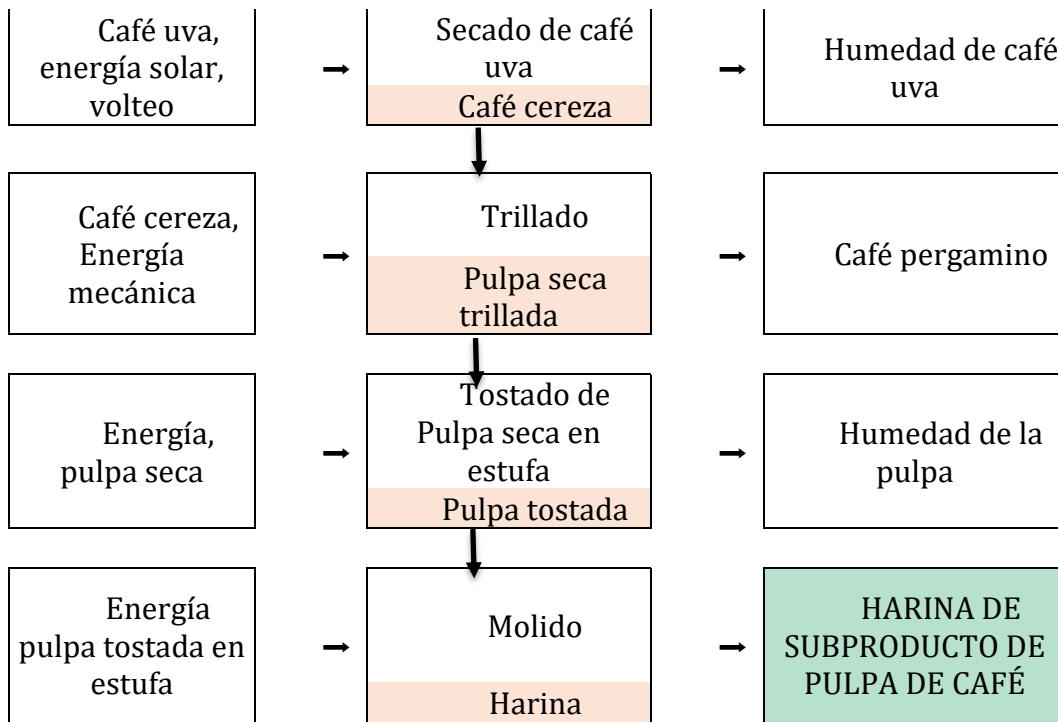 Café uva,
energía solar,
volteo
→
Secado de café
uva
Café cereza
→
Humedad de café
uva
Café cereza,
Energía
mecánica
→
Trillado
Pulpa seca
trillada
→
Café pergamino
Energía,
pulpa seca
→
Tostado de
Pulpa seca en
estufa
Pulpa tostada
→
Humedad de la
pulpa
Energía
pulpa tostada en
estufa
→
Molido
Harina
→
HARINA DE
SUBPRODUCTO DE
PULPA DE CAFÉ